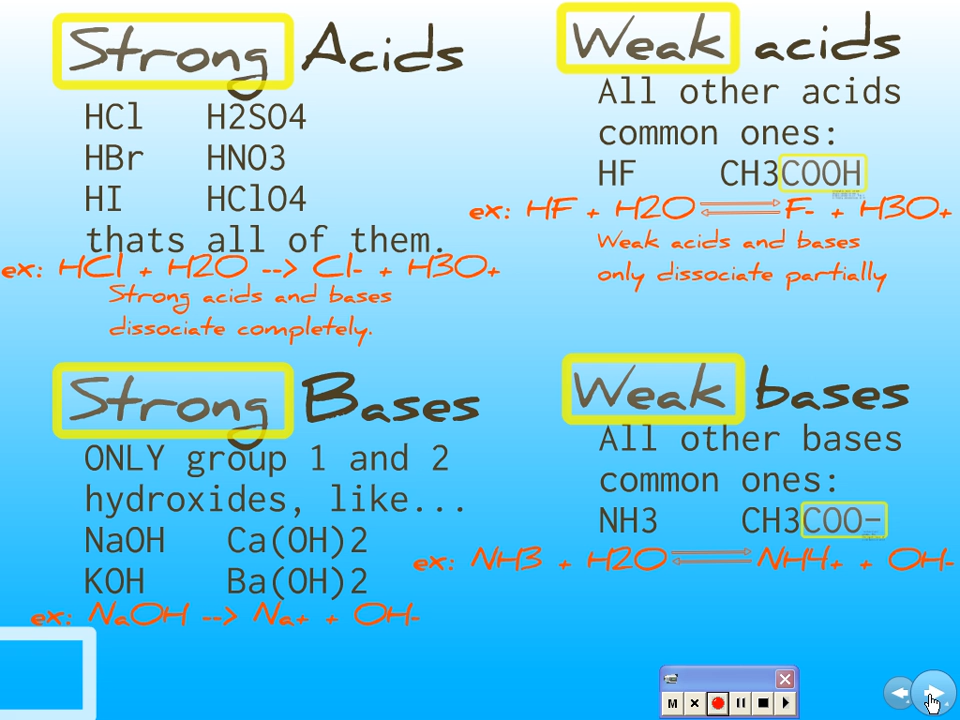 Strong Acids
HCl H2SO4
HBr HNO3
HI HClO4
thats all of them.
ex: HCl + H2O --> Cl- + H3O+
Strong acids and bases
dissociate completely.
Weak acids
All other acids
common ones:
HF CH3COOH
ex: HF + H2O ⇌ F- + H3O+
Weak acids and bases
only dissociate partially
Strong Bases
ONLY group 1 and 2
hydroxides, like...
NaOH Ca(OH)2
KOH Ba(OH)2
ex: NaOH --> Na+ + OH-
Weak bases
All other bases
common ones:
NH3 CH3COO-
ex: NH3 + H2O ⇌ NH4+ + OH-
M